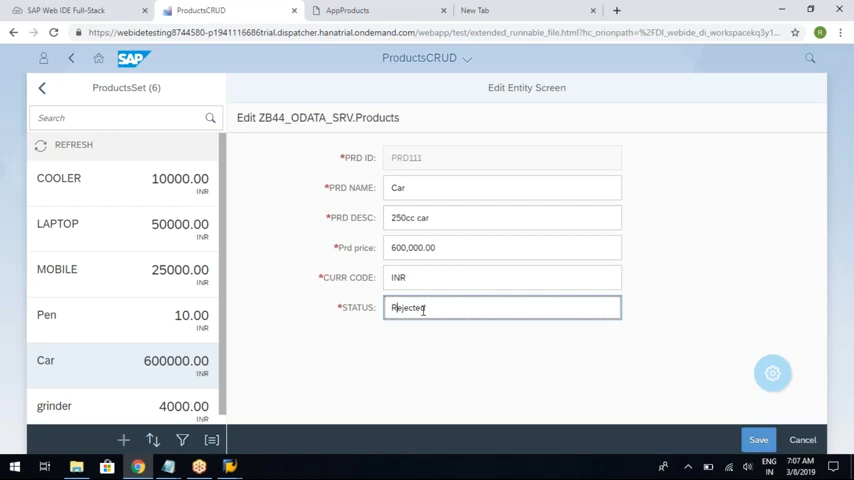 SAP Web IDE Full-Stack
ProductsCRUD
AppProducts
New Tab
https://webidetesting8744580-p1941116686trial.dispatcher.hanatrial.ondemand.com/webapp/test/extended_runnable_file.html?hc_orionpath=%2FDI_webide_di_workspacekq3y1...
R
SAP
ProductsCRUD
ProductsSet (6)
Edit Entity Screen
Search
Edit ZB44_ODATA_SRV.Products
REFRESH
*PRD ID: PRD111
COOLER 10000.00
INR
*PRD NAME: Car
*PRD DESC: 250cc car
LAPTOP 50000.00
INR
*Prd price: 600,000.00
MOBILE 25000.00
INR
*CURR CODE: INR
*STATUS: Rejected
Pen 10.00
INR
Car 600000.00
INR
grinder 4000.00
INR
Save Cancel
ENG 7:07 AM
IN 3/8/2019